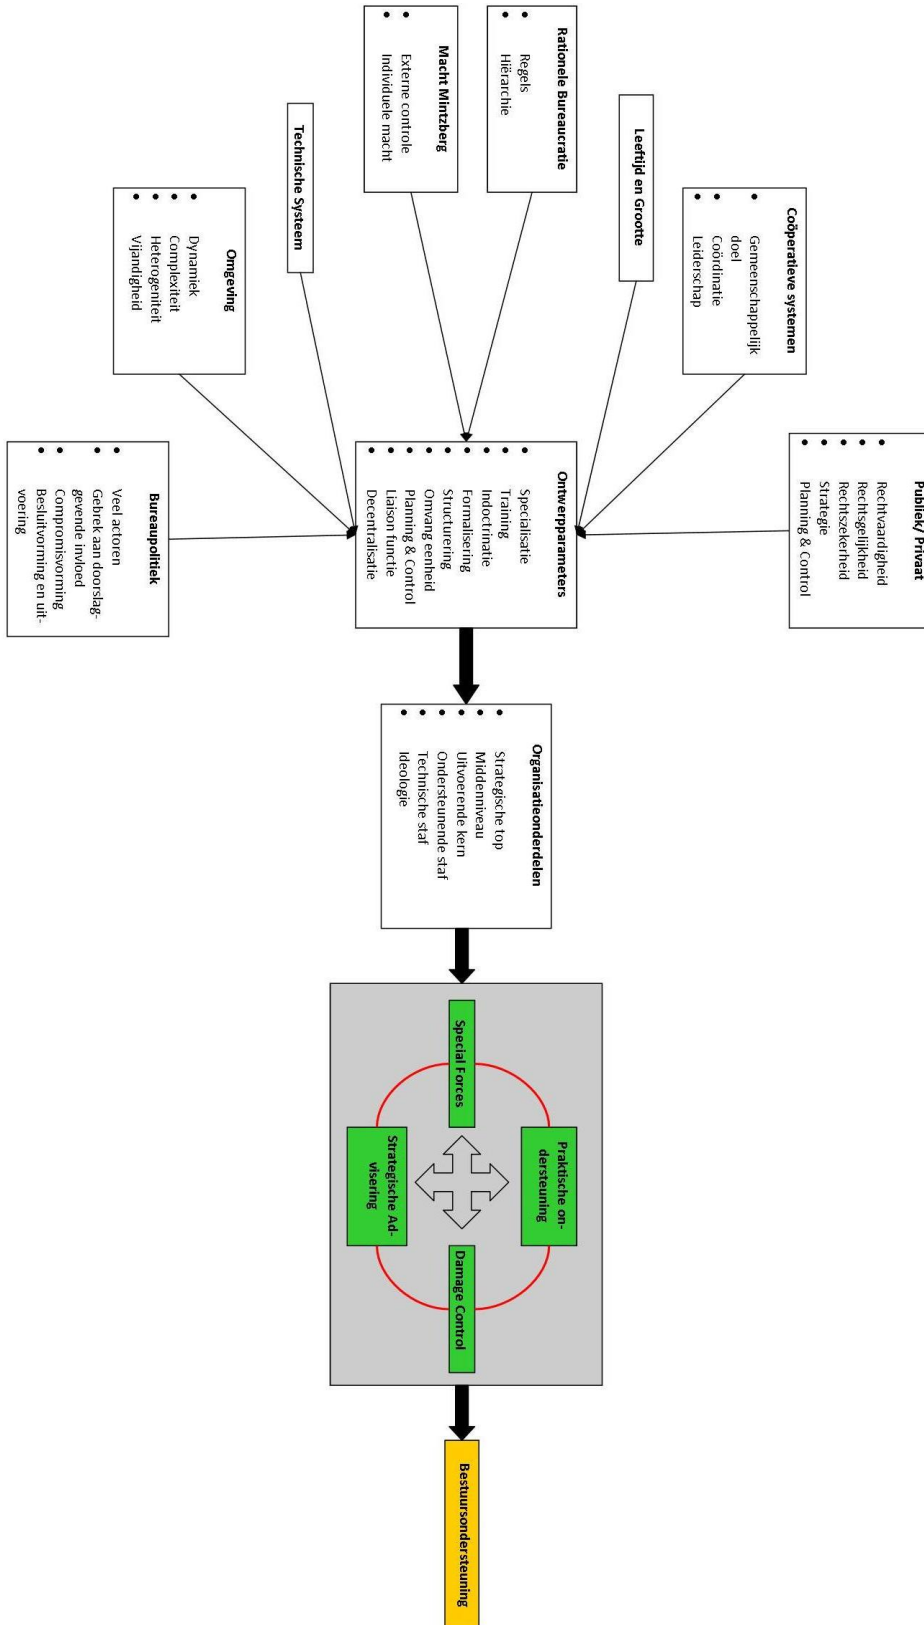 Rationele Bureaucratie
Regels
Hiërarchie
Macht Mintzberg
Externe controle
Individuele macht
Leeftijd en Grootte
Technische Systeem
Coöperatieve systemen
Gemeenschappelijk
doel
Coördinatie
Leiderschap
Omgeving
Dynamiek
Complexiteit
Heterogeniteit
Vijandigheid
Publiek/ Privaat
Rechtvaardigheid
Rechtsgelijkheid
Rechtszekerheid
Strategie
Planning & Control
Ontwerpparameters
Specialisatie
Training
Indoctrinatie
Formalisering
Structurering
Omvang eenheid
Planning & Control
Liaison functie
Decentralisatie
Bureaupolitiek
Veel actoren
Gebrek aan doorslag-
gevende invloed
Compromisvorming
Besluitvorming en uit-
voering
Organisatieonderdelen
Strategische top
Middenniveau
Uitvoerende kern
Ondersteunende staf
Technische staf
Ideologie
Special Forces
Praktische on-
dersteuning
Strategische Ad-
visering
Damage Control
Bestuursondersteuning